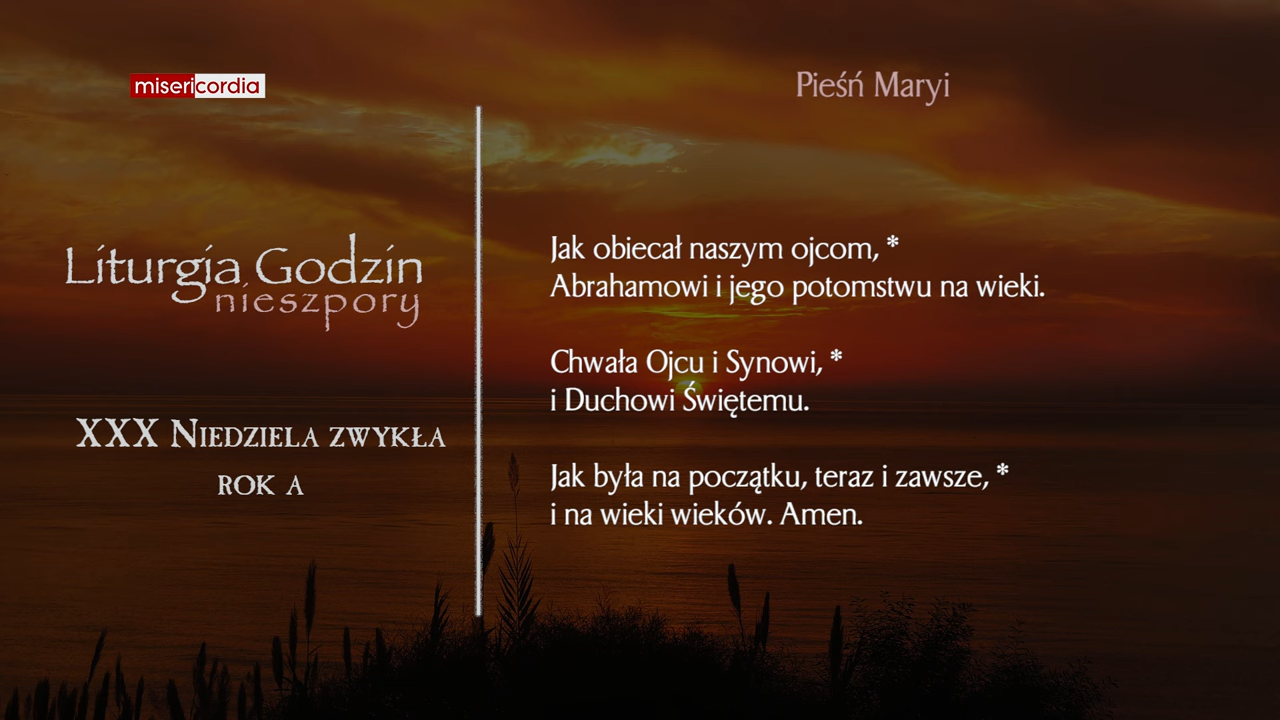 misericordia
Liturgia Godzin
nieszpory
XXX Niedziela zwykła
rok A
Pieśń Maryi
Jak obiecał naszym ojcom, *
Abrahamowi i jego potomstwu na wieki.
Chwała Ojcu i Synowi, *
i Duchowi Świętemu.
Jak była na początku, teraz i zawsze, *
i na wieki wieków. Amen.